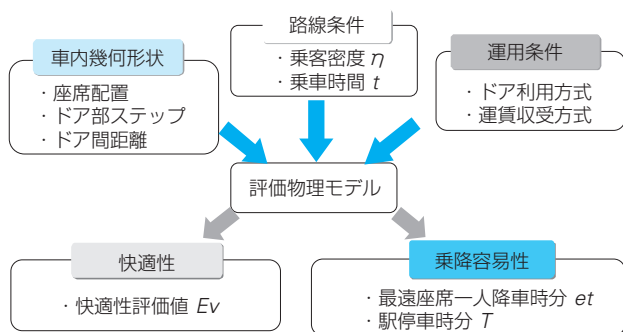 車内幾何形状
・座席配置
・ドア部ステップ
・ドア間距離
路線条件
・乗客密度 η
・乗車時間 t
運用条件
・ドア利用方式
・運賃収受方式
評価物理モデル
快適性
・快適性評価値 Ev
乗降容易性
・最遠座席一人降車時分 et
・駅停車時分 T